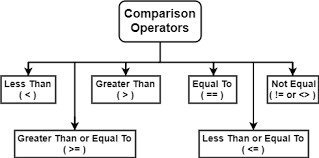 Comparison
Operators
Less Than
( < )
Greater Than
( > )
Equal To
( == )
Not Equal
( != or <> )
Greater Than or Equal To
( >= )
Less Than or Equal To
( <= )